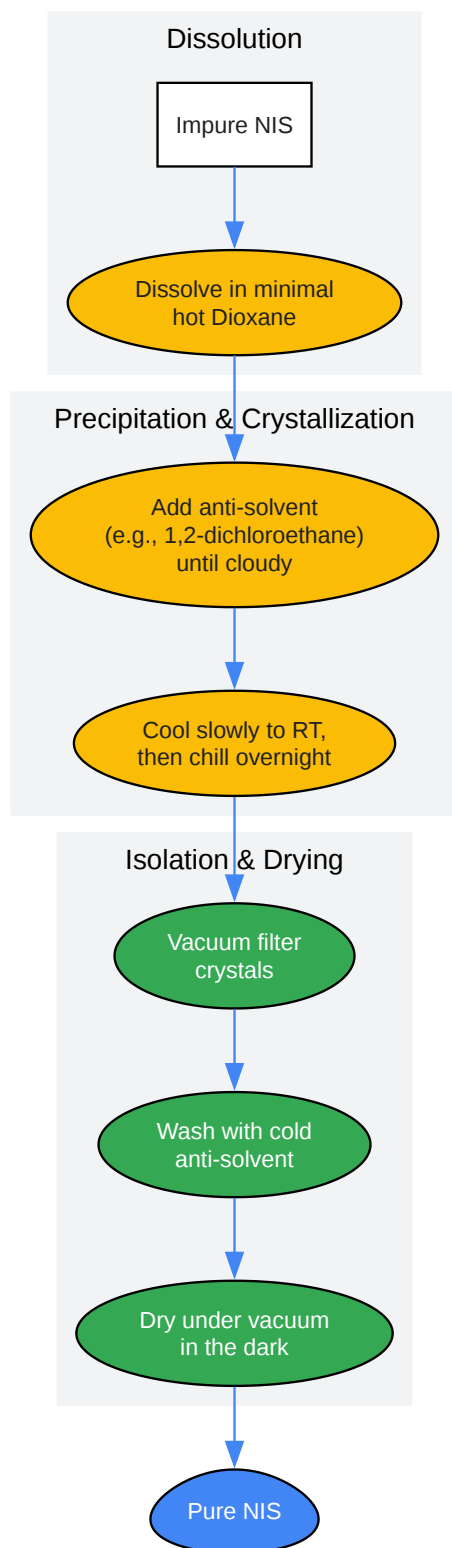 Dissolution
Impure NIS
Dissolve in minimal
hot Dioxane
Precipitation & Crystallization
Add anti-solvent
(e.g., 1,2-dichloroethane)
until cloudy
Cool slowly to RT,
then chill overnight
Isolation & Drying
Vacuum filter
crystals
Wash with cold
anti-solvent
Dry under vacuum
in the dark
Pure NIS